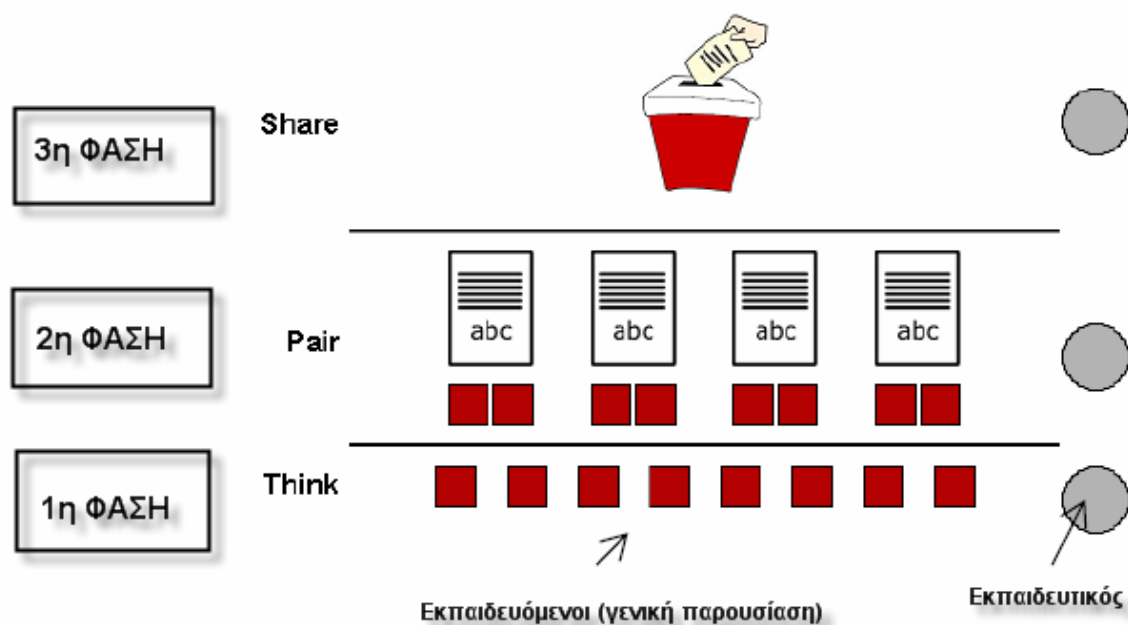 3η ΦΑΣΗ
Share
2η ΦΑΣΗ
Pair
abc
abc
abc
abc
1η ΦΑΣΗ
Think
Εκπαιδευόμενοι (γενική παρουσίαση)
Εκπαιδευτικός